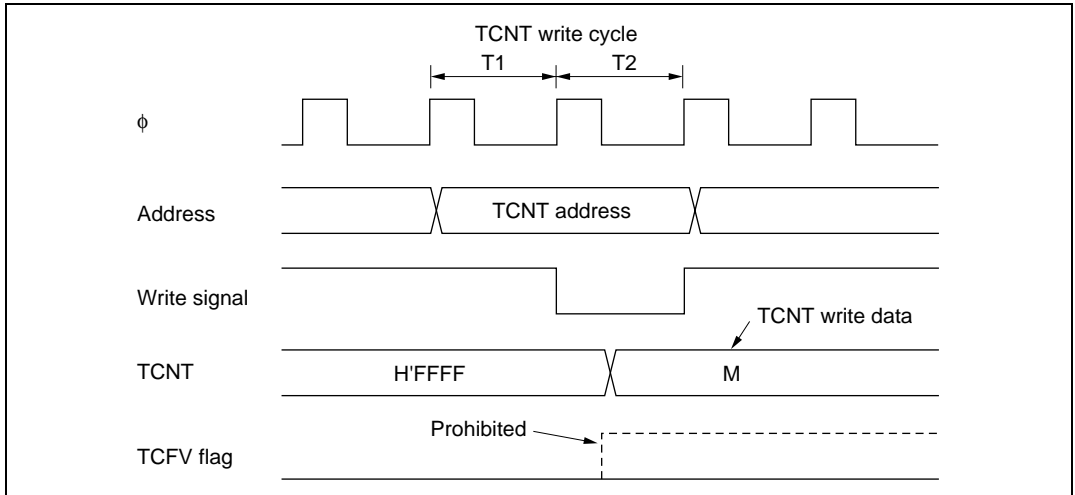 TCNT write cycle
T1 T2
ϕ
Address TCNT address
Write signal
TCNT write data
TCNT H'FFFF M
Prohibited
TCFV flag